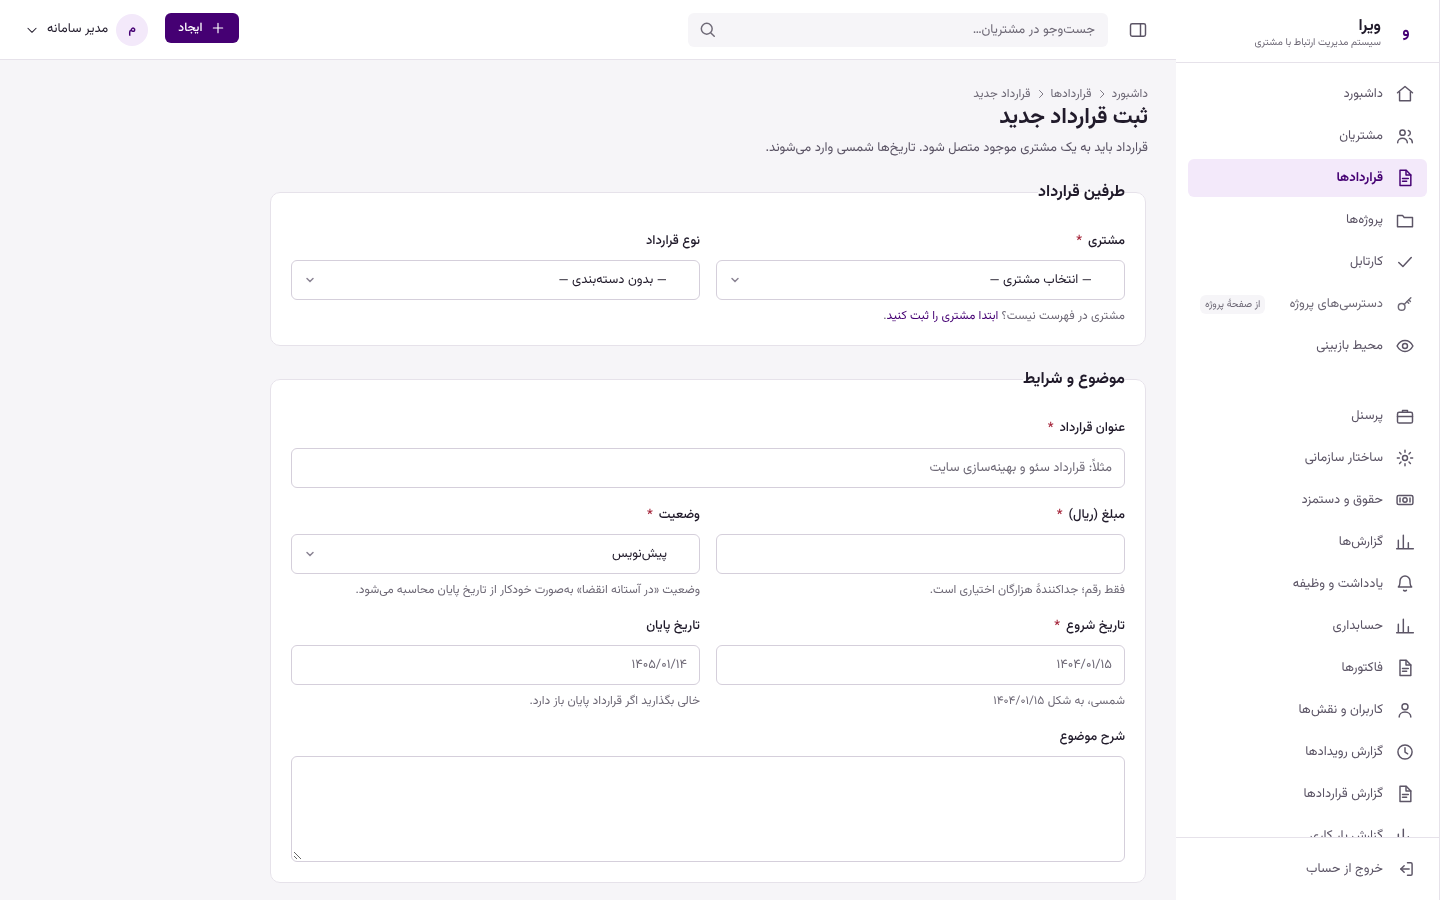 و
ویرا
سیستم مدیریت ارتباط با مشتری
داشبورد
مشتریان
قراردادها
پروژه‌ها
کارتابل
دسترسی‌های پروژه
از صفحهٔ پروژه
محیط بازبینی
پرسنل
ساختار سازمانی
حقوق و دستمزد
گزارش‌ها
یادداشت و وظیفه
حسابداری
فاکتورها
کاربران و نقش‌ها
گزارش رویدادها
گزارش قراردادها
گزارش بار کاری
خروج از حساب
جست‌وجو در مشتریان…
ایجاد
م
مدیر سامانه
داشبورد
قراردادها
قرارداد جدید
ثبت قرارداد جدید
قرارداد باید به یک مشتری موجود متصل شود. تاریخ‌ها شمسی وارد می‌شوند.
طرفین قرارداد
مشتری *
نوع قرارداد
— انتخاب مشتری —
— بدون دسته‌بندی —
مشتری در فهرست نیست؟ ابتدا مشتری را ثبت کنید.
موضوع و شرایط
عنوان قرارداد *
مثلاً: قرارداد سئو و بهینه‌سازی سایت
مبلغ (ریال) *
وضعیت *
پیش‌نویس
فقط رقم؛ جداکنندهٔ هزارگان اختیاری است.
وضعیت «در آستانه انقضا» به‌صورت خودکار از تاریخ پایان محاسبه می‌شود.
تاریخ شروع *
تاریخ پایان
۱۴۰۴/۰۱/۱۵
۱۴۰۵/۰۱/۱۴
شمسی، به شکل ۱۴۰۴/۰۱/۱۵
خالی بگذارید اگر قرارداد پایان باز دارد.
شرح موضوع